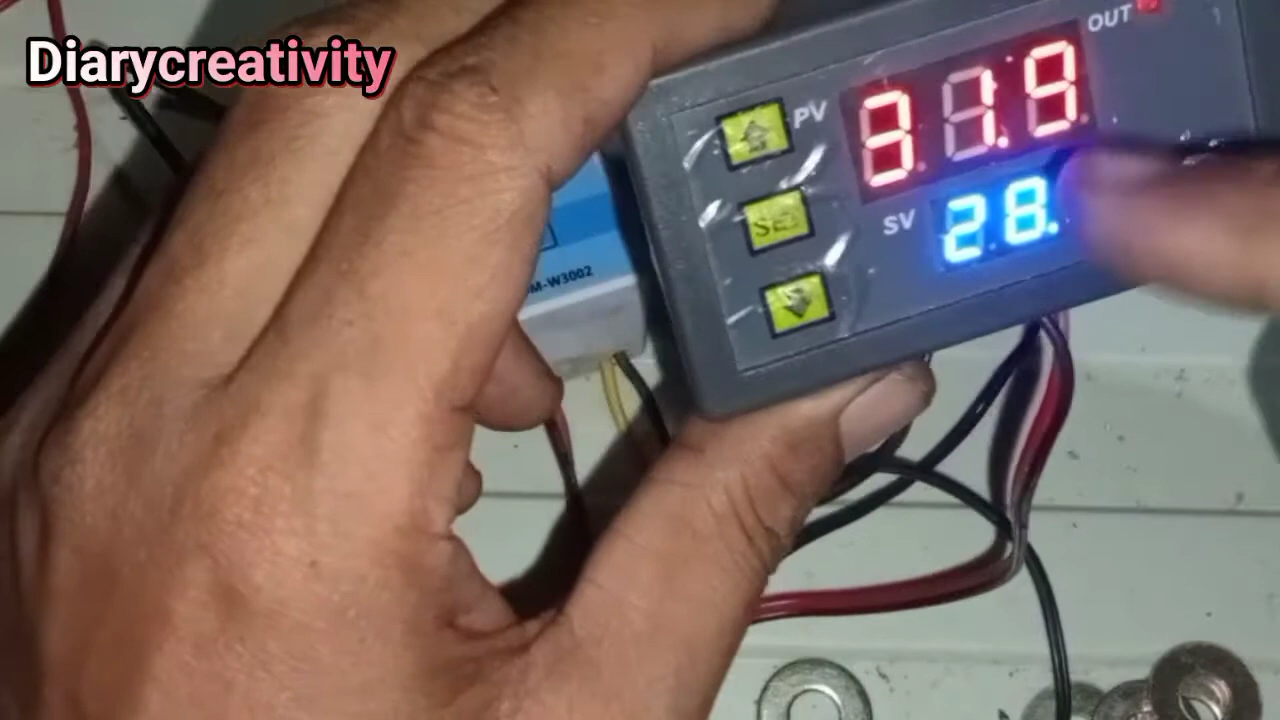 Diarycreativity
OUT
PV
31.9
SET
SV
28.
M-W3002